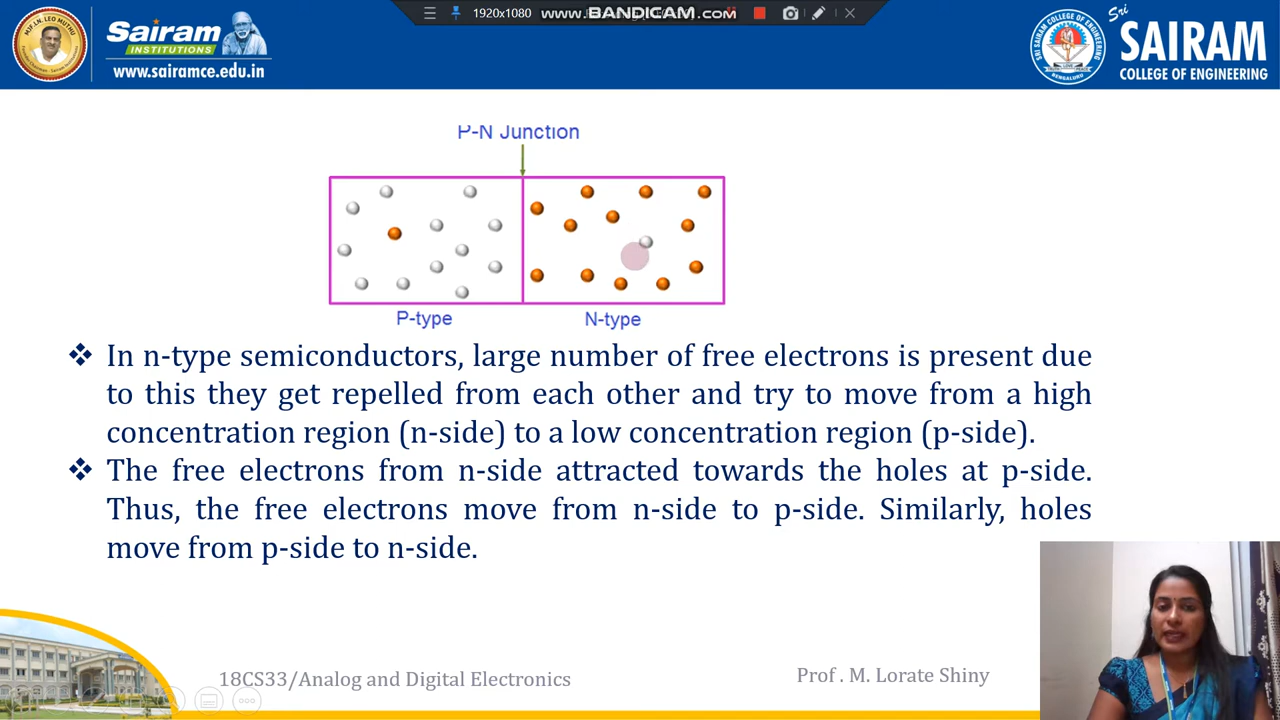 1920x1080 www.BANDICAM.com
Sairam
INSTITUTIONS
www.sairamce.edu.in
Sri
SAIRAM
COLLEGE OF ENGINEERING
P-N Junction
P-type
N-type
In n-type semiconductors, large number of free electrons is present due
to this they get repelled from each other and try to move from a high
concentration region (n-side) to a low concentration region (p-side).
The free electrons from n-side attracted towards the holes at p-side.
Thus, the free electrons move from n-side to p-side. Similarly, holes
move from p-side to n-side.
18CS33/Analog and Digital Electronics
Prof . M. Lorate Shiny